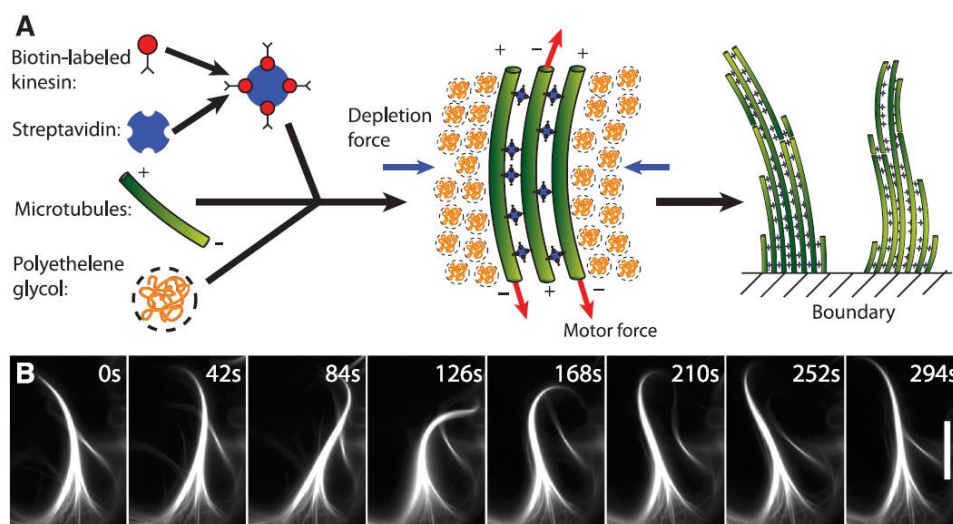 A
Biotin-labeled
kinesin:
Streptavidin:
+
Microtubules:
-
Polyethelene
glycol:
Depletion
force
+ - +
- + -
Motor force
Boundary
B
0s 42s 84s 126s 168s 210s 252s 294s